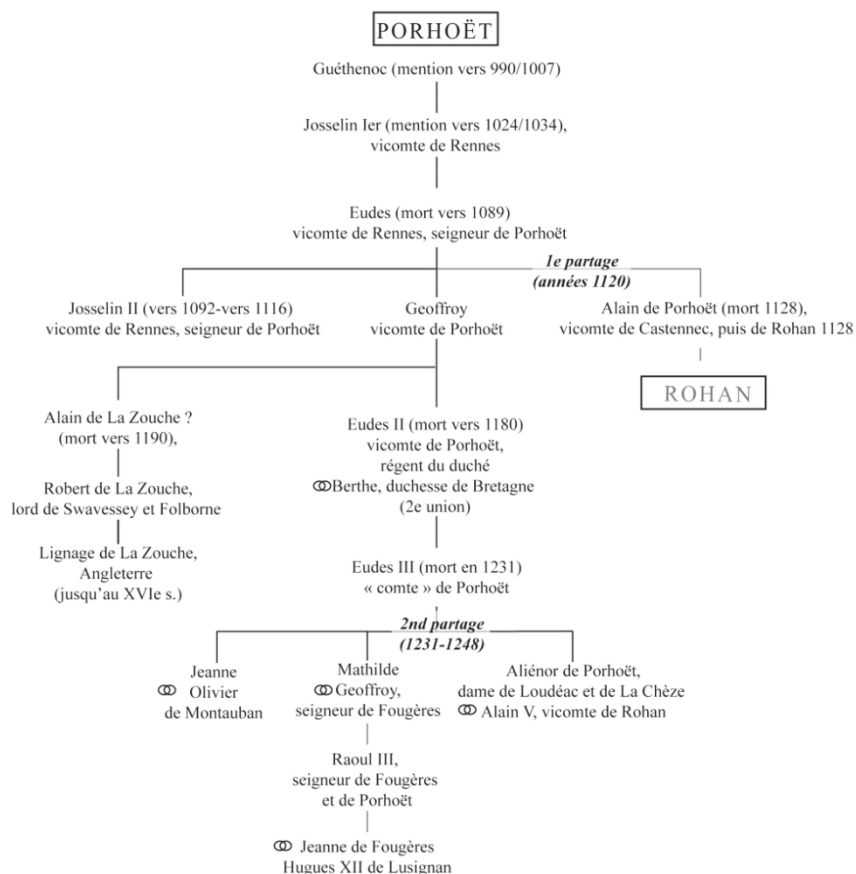 PORHOËT
Guéthenoc (mention vers 990/1007)
Josselin Ier (mention vers 1024/1034),
vicomte de Rennes
Eudes (mort vers 1089)
vicomte de Rennes, seigneur de Porhoët
1e partage
(années 1120)
Josselin II (vers 1092-vers 1116)
vicomte de Rennes, seigneur de Porhoët
Geoffroy
vicomte de Porhoët
Alain de Porhoët (mort 1128),
vicomte de Castennec, puis de Rohan 1128
ROHAN
Alain de La Zouche ?
(mort vers 1190),
Robert de La Zouche,
lord de Swavessey et Folborne
Lignage de La Zouche,
Angleterre
(jusqu'au XVIe s.)
Eudes II (mort vers 1180)
vicomte de Porhoët,
régent du duché
Berthe, duchesse de Bretagne
(2e union)
Eudes III (mort en 1231)
« comte » de Porhoët
2nd partage
(1231-1248)
Jeanne
Olivier
de Montauban
Mathilde
Geoffroy,
seigneur de Fougères
Aliénor de Porhoët,
dame de Loudéac et de La Chèze
Alain V, vicomte de Rohan
Raoul III,
seigneur de Fougères
et de Porhoët
Jeanne de Fougères
Hugues XII de Lusignan